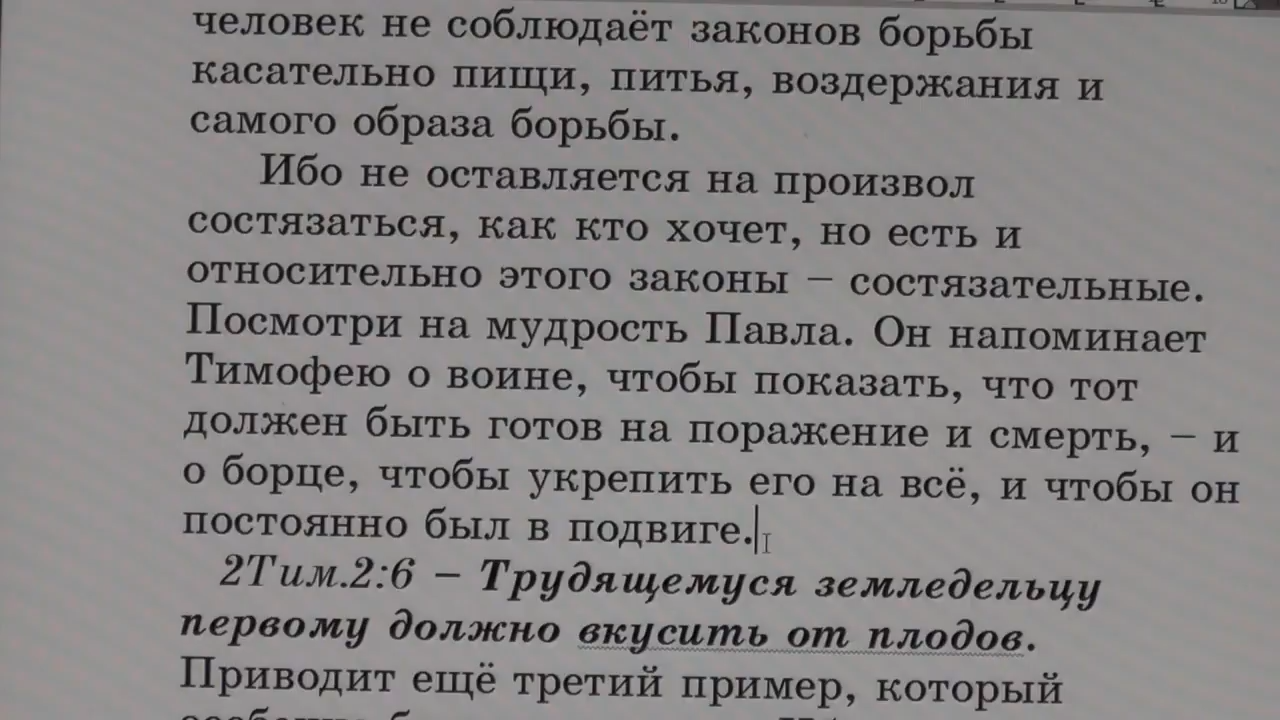 человек не соблюдает законов борьбы
касательно пищи, питья, воздержания и
самого образа борьбы.
Ибо не оставляется на произвол
состязаться, как кто хочет, но есть и
относительно этого законы – состязательные.
Посмотри на мудрость Павла. Он напоминает
Тимофею о воине, чтобы показать, что тот
должен быть готов на поражение и смерть, – и
о борце, чтобы укрепить его на всё, и чтобы он
постоянно был в подвиге.
2Тим.2:6 – Трудящемуся земледельцу
первому должно вкусить от плодов.
Приводит ещё третий пример, который